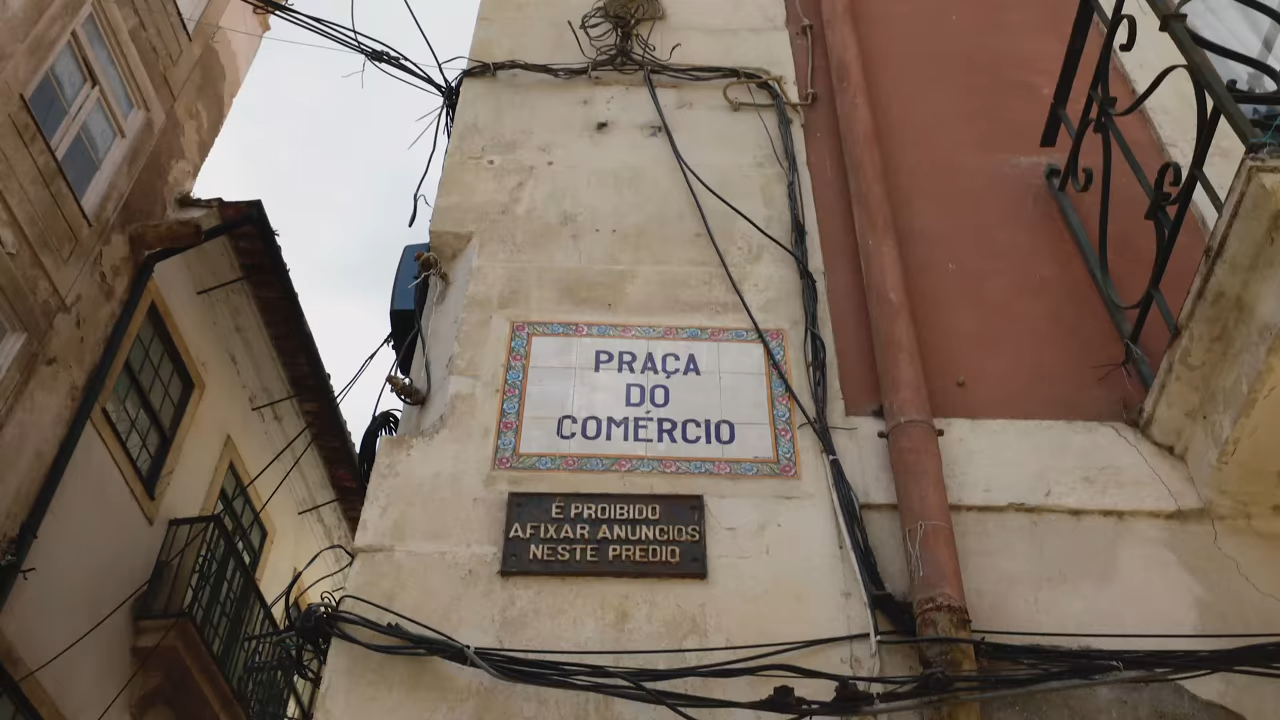 PRAÇA
DO
COMÉRCIO
É PROIBIDO
AFIXAR ANUNCIOS
NESTE PREDIO